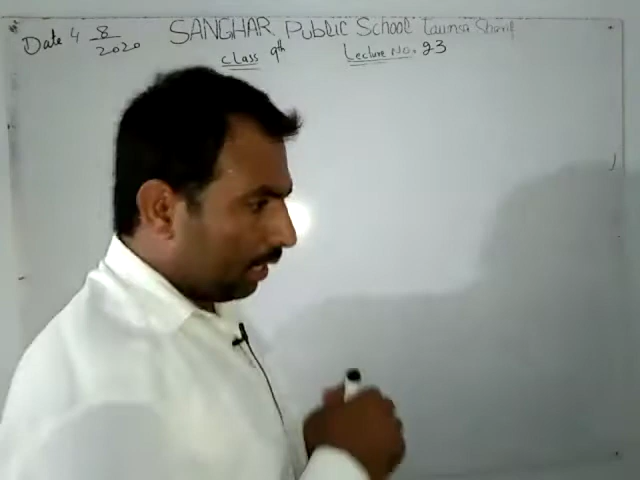 Date 4 8/2020 SANGHAR Public School Taunsa Sharif
class 9th Lecture No. 23